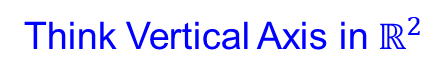 Think Vertical Axis in ℝ²